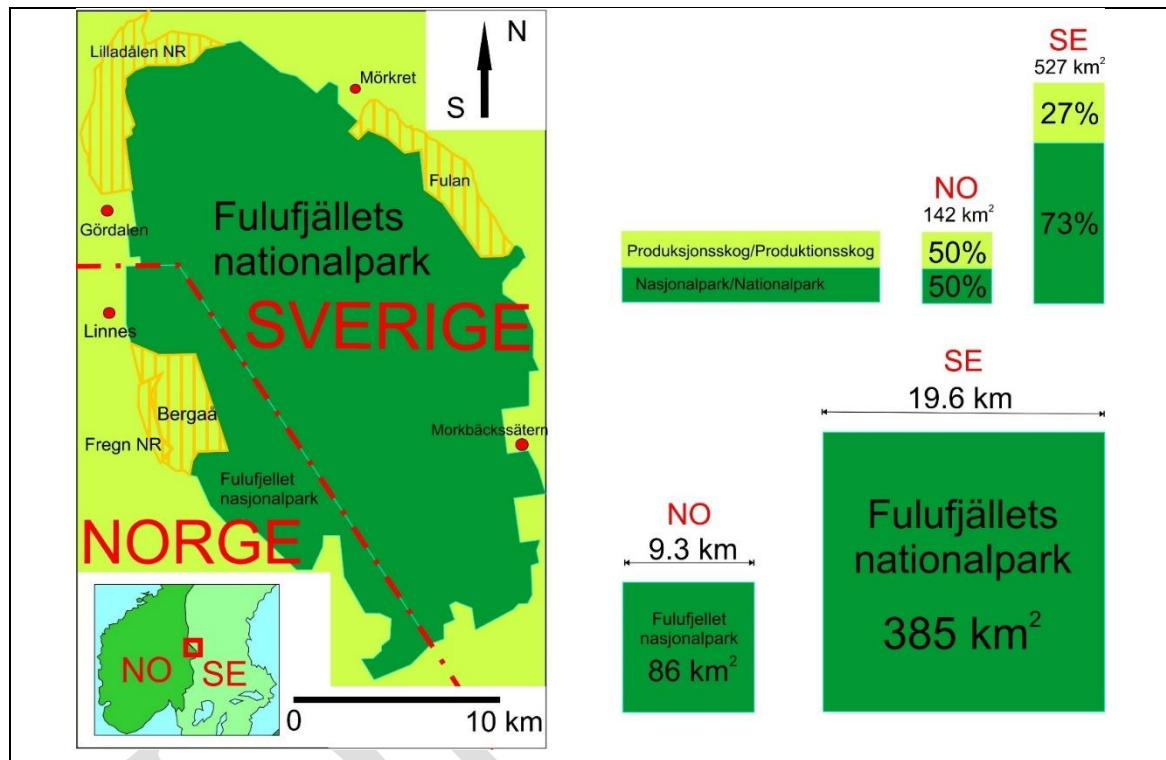 Lilladålen NR
Mörkret
N
S
Fulan
Fulufjällets
nationalpark
Gördalen
SVERIGE
Linnes
Bergaå
Fregn NR
Morkbäckssätern
Fulufjellet
nasjonalpark
NORGE
NO
SE
0
10 km
SE
527 km²
27%
73%
NO
142 km²
50%
50%
Produksjonsskog/Produktionsskog
Nasjonalpark/Nationalpark
SE
19.6 km
Fulufjällets
nationalpark
385 km²
NO
9.3 km
Fulufjellet
nasjonalpark
86 km²